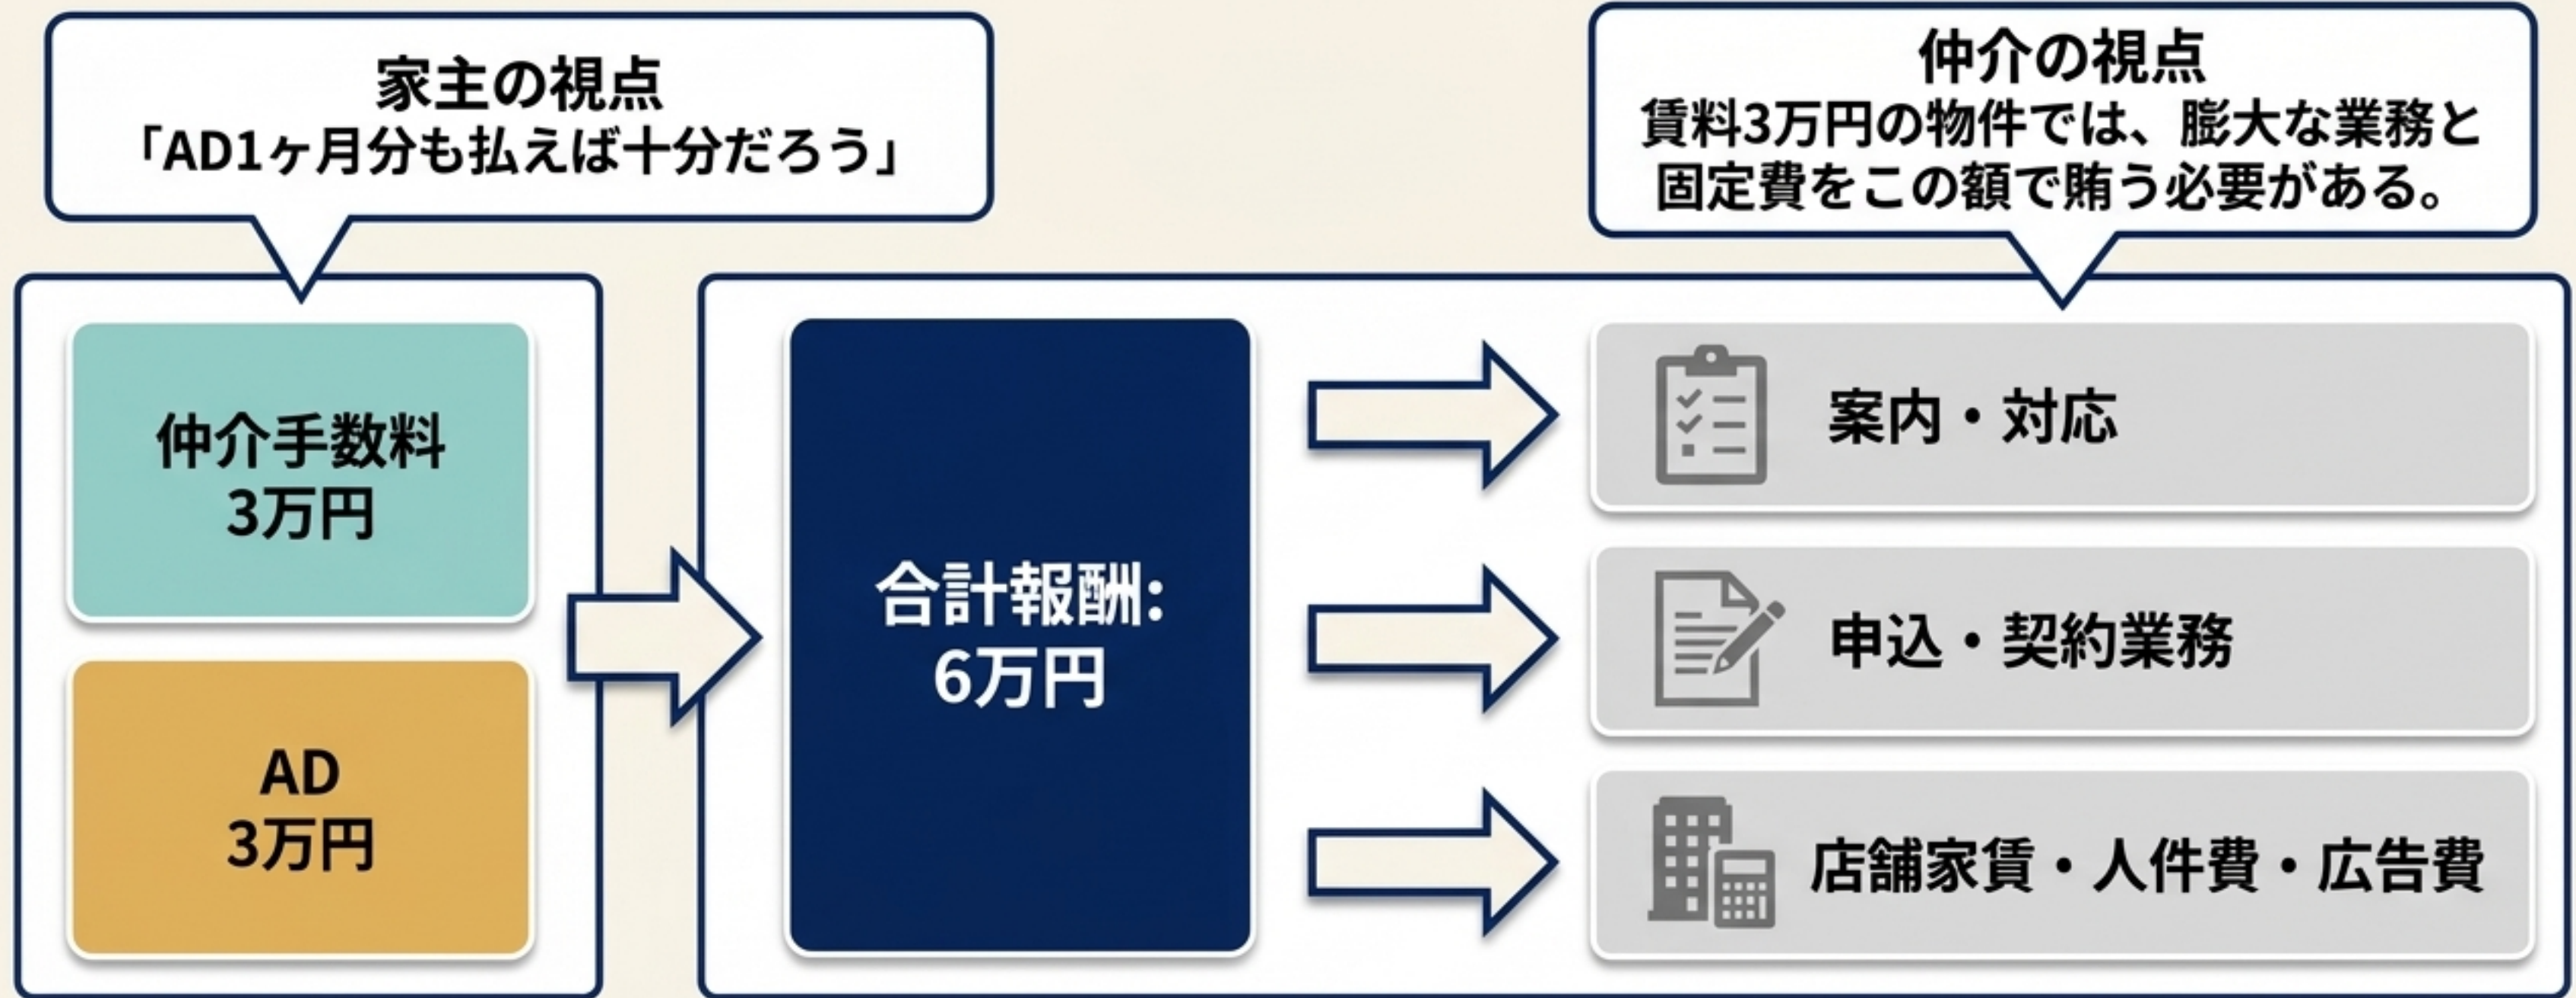 家主の視点
「AD1ヶ月分も払えば十分だろう」
仲介の視点
賃料3万円の物件では、膨大な業務と
固定費をこの額で賄う必要がある。
仲介手数料
3万円
AD
3万円
合計報酬:
6万円
案内・対応
申込・契約業務
店舗家賃・人件費・広告費